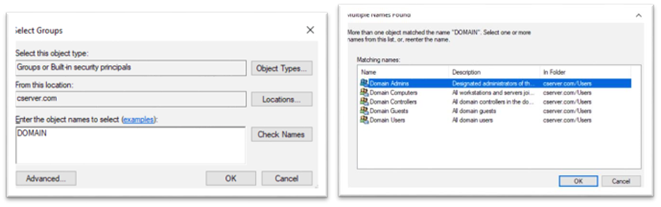 Select Groups
Select this object type:
Groups or Built-in security principals
Object Types...
From this location:
cserver.com
Locations...
Enter the object names to select (examples):
DOMAIN
Check Names
Advanced...
OK
Cancel
Multiple Names Found
More than one object matched the name "DOMAIN". Select one or more
names from this list, or, reenter the name.
Matching names:
Name Description In Folder
Domain Admins Designated administrators of th... cserver.com/Users
Domain Computers All workstations and servers joi... cserver.com/Users
Domain Controllers All domain controllers in the do... cserver.com/Users
Domain Guests All domain guests cserver.com/Users
Domain Users All domain users cserver.com/Users
OK
Cancel